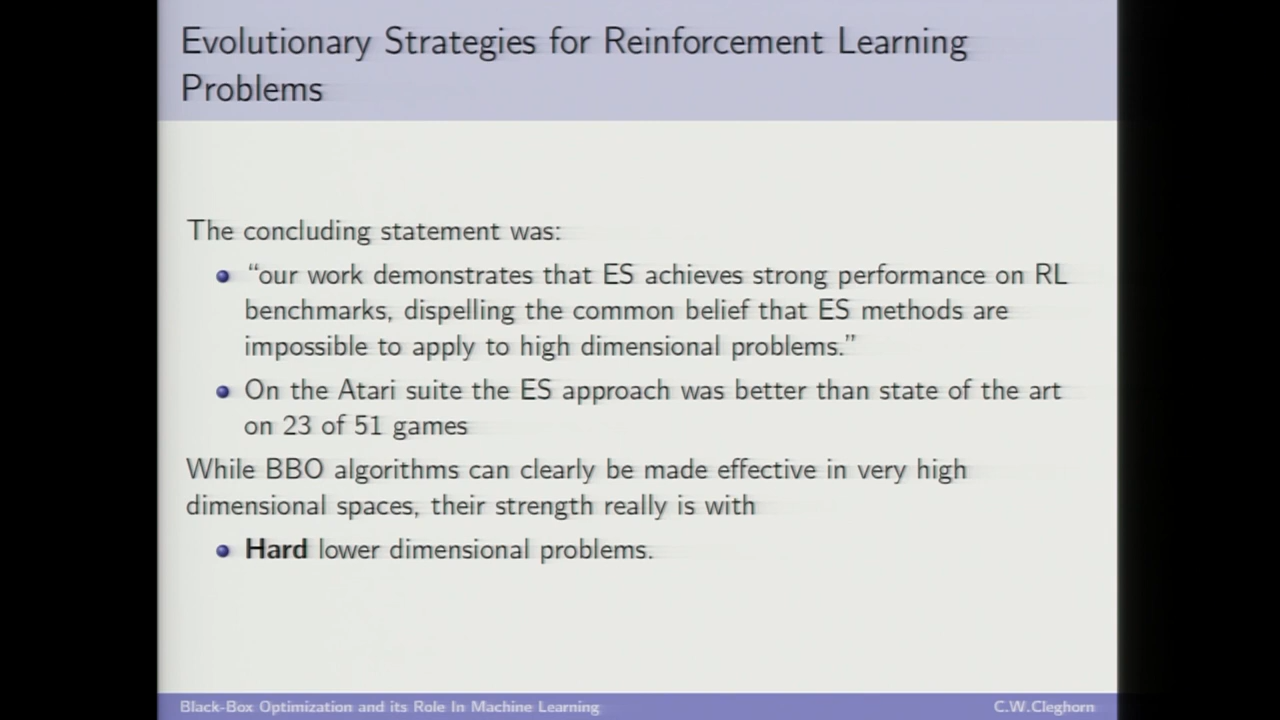 Evolutionary Strategies for Reinforcement Learning
Problems
The concluding statement was:
“our work demonstrates that ES achieves strong performance on RL
benchmarks, dispelling the common belief that ES methods are
impossible to apply to high dimensional problems.”
On the Atari suite the ES approach was better than state of the art
on 23 of 51 games
While BBO algorithms can clearly be made effective in very high
dimensional spaces, their strength really is with
Hard lower dimensional problems.
Black-Box Optimization and its Role In Machine Learning
C.W.Cleghorn